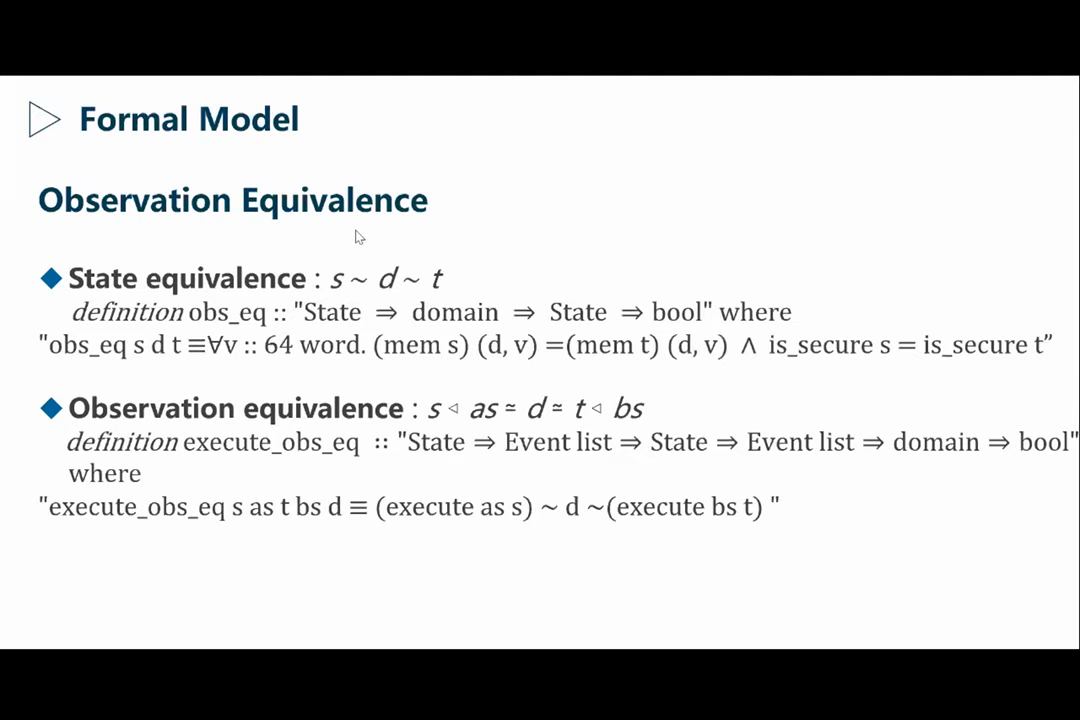 Formal Model
Observation Equivalence
State equivalence : s ~ d ~ t
definition obs_eq :: "State ⇒ domain ⇒ State ⇒ bool" where
"obs_eq s d t ≡∀v :: 64 word. (mem s) (d, v) =(mem t) (d, v) ∧ is_secure s = is_secure t”
Observation equivalence : s ◃ as ≃ d ≃ t ◃ bs
definition execute_obs_eq :: "State ⇒ Event list ⇒ State ⇒ Event list ⇒ domain ⇒ bool"
where
"execute_obs_eq s as t bs d ≡ (execute as s) ~ d ~(execute bs t) "